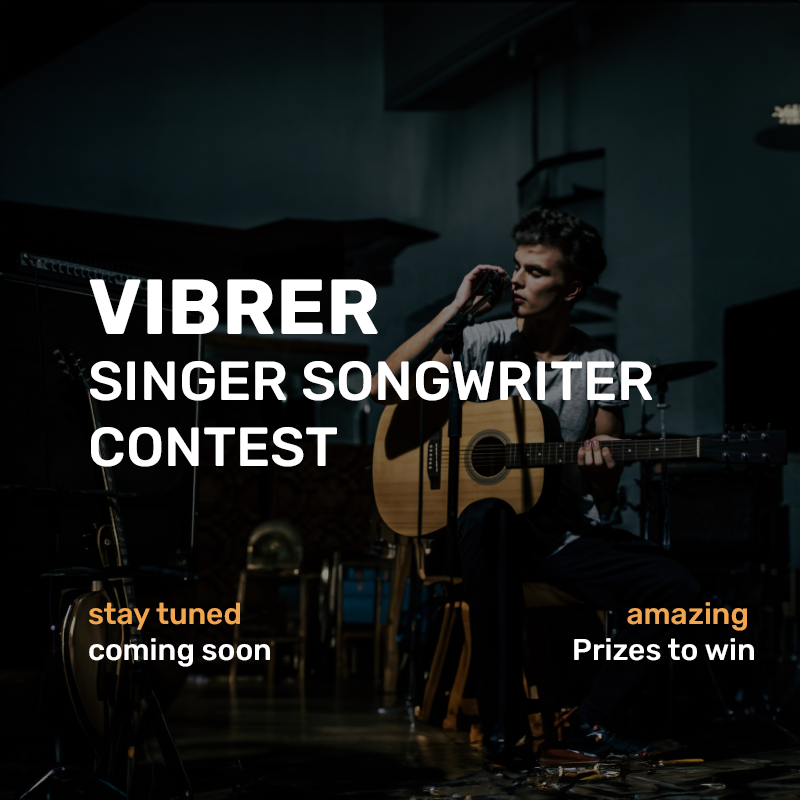 VIBRER
SINGER SONGWRITER
CONTEST
stay tuned
coming soon
amazing
Prizes to win